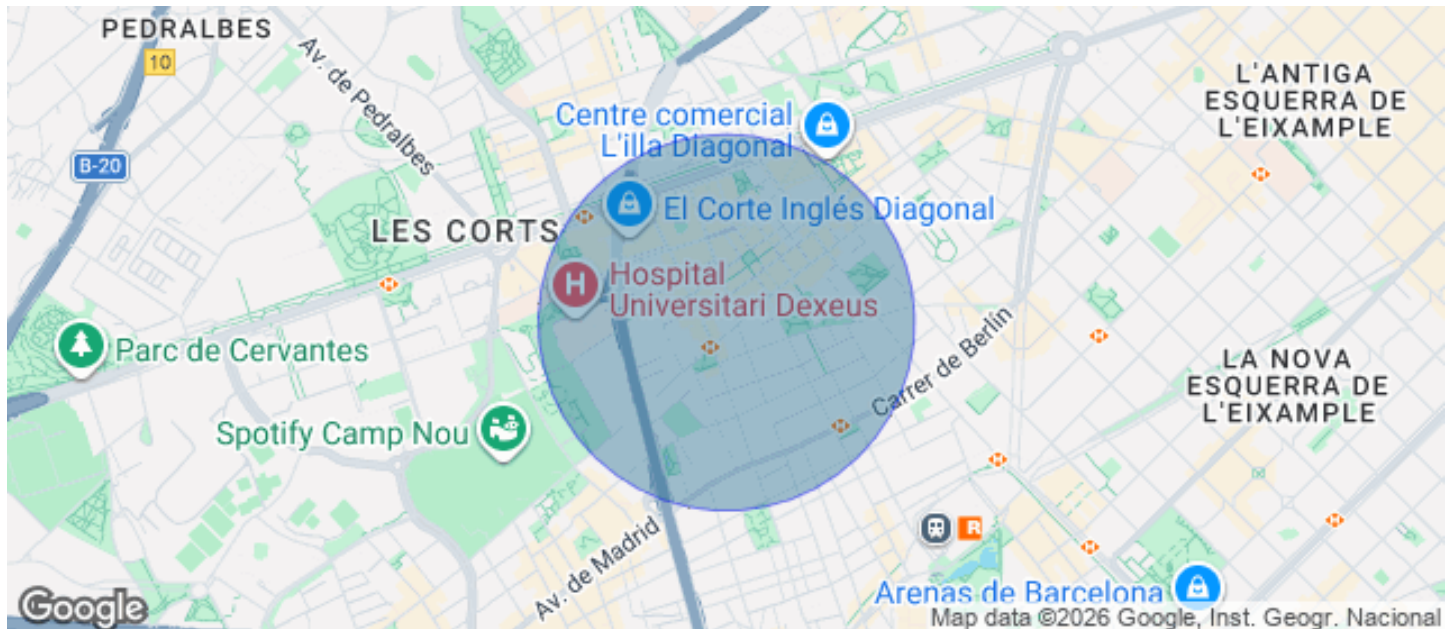 PEDRALBES
10
Av. de Pedralbes
B-20
L'ANTIGA
ESQUERRA DE
L'EIXAMPLE
Centre comercial
L'illa Diagonal
El Corte Inglés Diagonal
LES CORTS
H
Hospital
Universitari Dexeus
Parc de Cervantes
Spotify Camp Nou
Carrer de Berlín
LA NOVA
ESQUERRA DE
L'EIXAMPLE
Av. de Madrid
R
Arenas de Barcelona
Google
Map data ©2026 Google, Inst. Geogr. Nacional